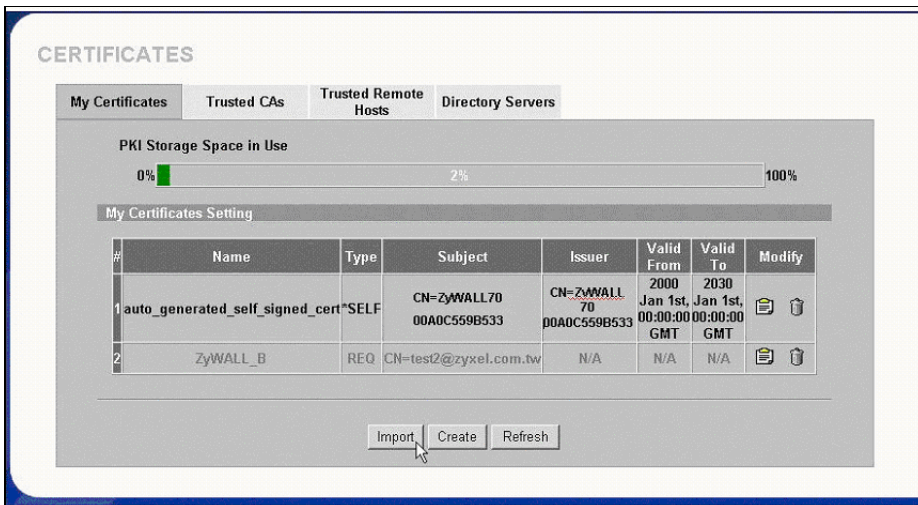 CERTIFICATES
My Certificates
Trusted CAs
Trusted Remote
Hosts
Directory Servers
PKI Storage Space in Use
0%
2%
100%
My Certificates Setting
# Name Type Subject Issuer Valid From Valid To Modify
1 auto_generated_self_signed_cert *SELF CN=ZyWALL70 00A0C559B533 CN=ZyWALL 70 00A0C559B533 2000 Jan 1st, 00:00:00 GMT 2030 Jan 1st, 00:00:00 GMT
2 ZyWALL_B REQ CN=test2@zyxel.com.tw N/A N/A N/A
Import Create Refresh